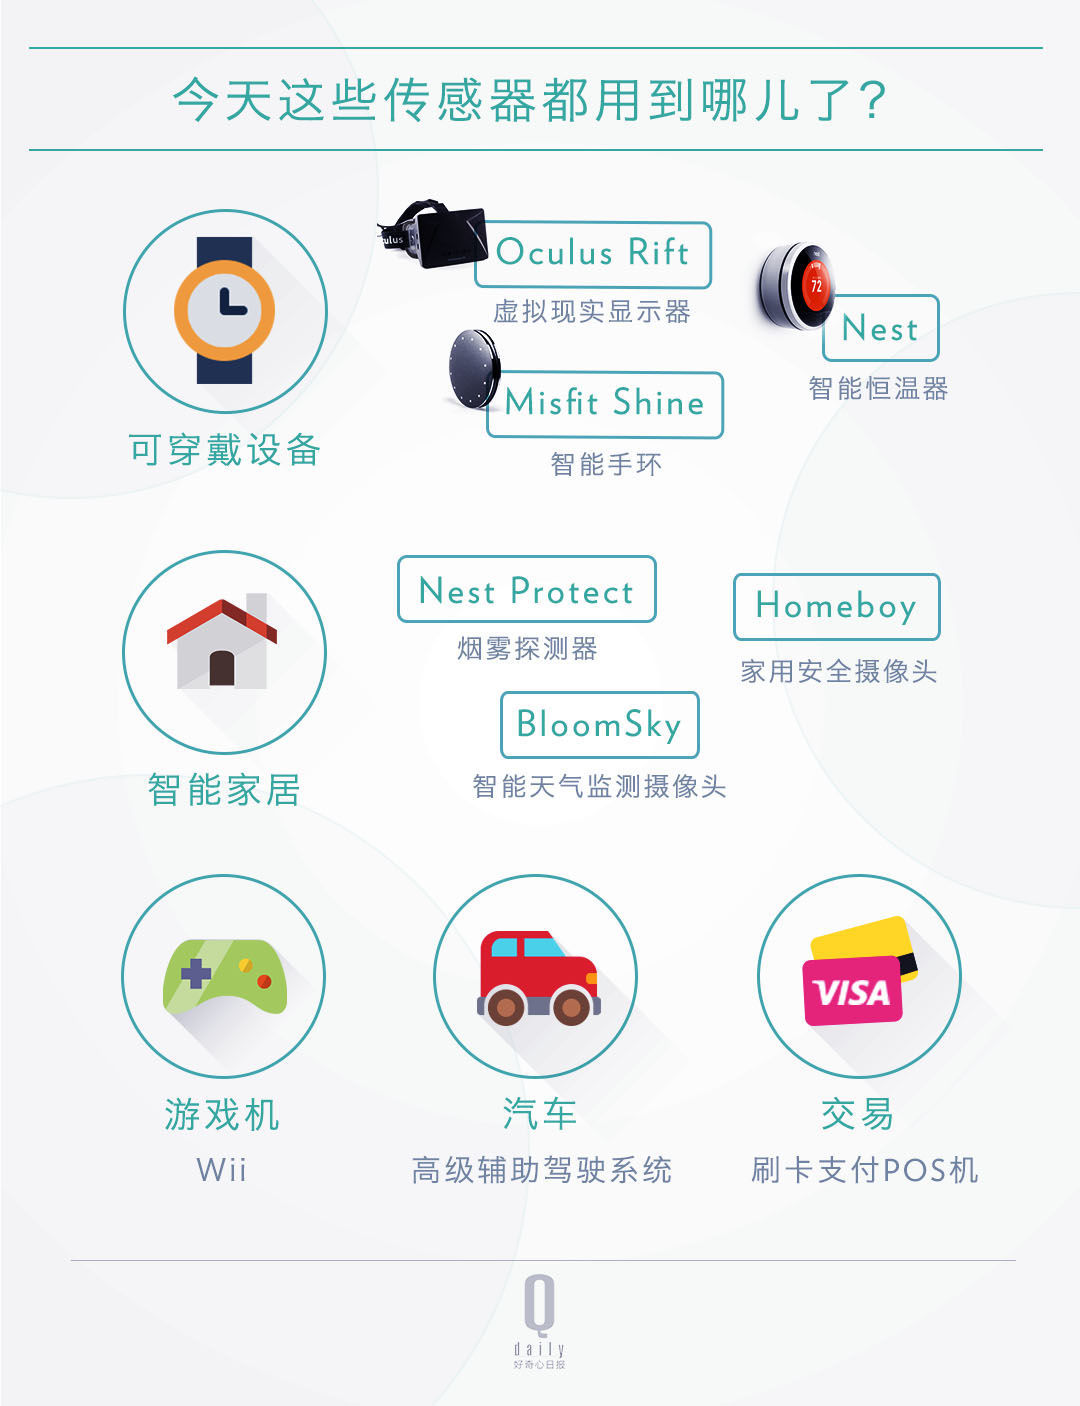 今天这些传感器都用到哪儿了?
culus
Oculus Rift
虚拟现实显示器
72
Nest
智能恒温器
Misfit Shine
智能手环
可穿戴设备
Nest Protect
烟雾探测器
Homeboy
家用安全摄像头
BloomSky
智能天气监测摄像头
智能家居
VISA
游戏机
汽车
交易
Wii
高级辅助驾驶系统
刷卡支付POS机
Q
daily
好奇心日报